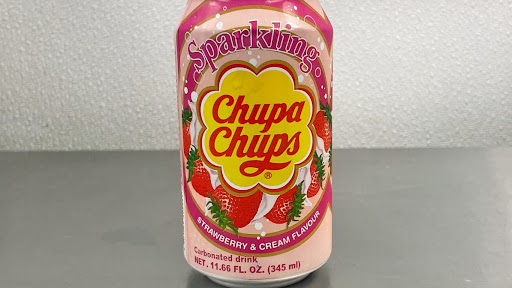 Sparkling
Chupa
Chups
®
STRAWBERRY & CREAM FLAVOUR
Carbonated drink
NET. 11.66 FL. OZ. (345 ml)